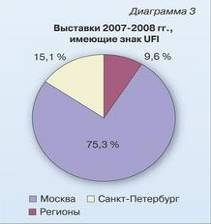 Диаграмма 3
Выставки 2007-2008 гг.,
имеющие знак UFI
15,1 %
9,6 %
75,3 %
Москва
Санкт-Петербург
Регионы